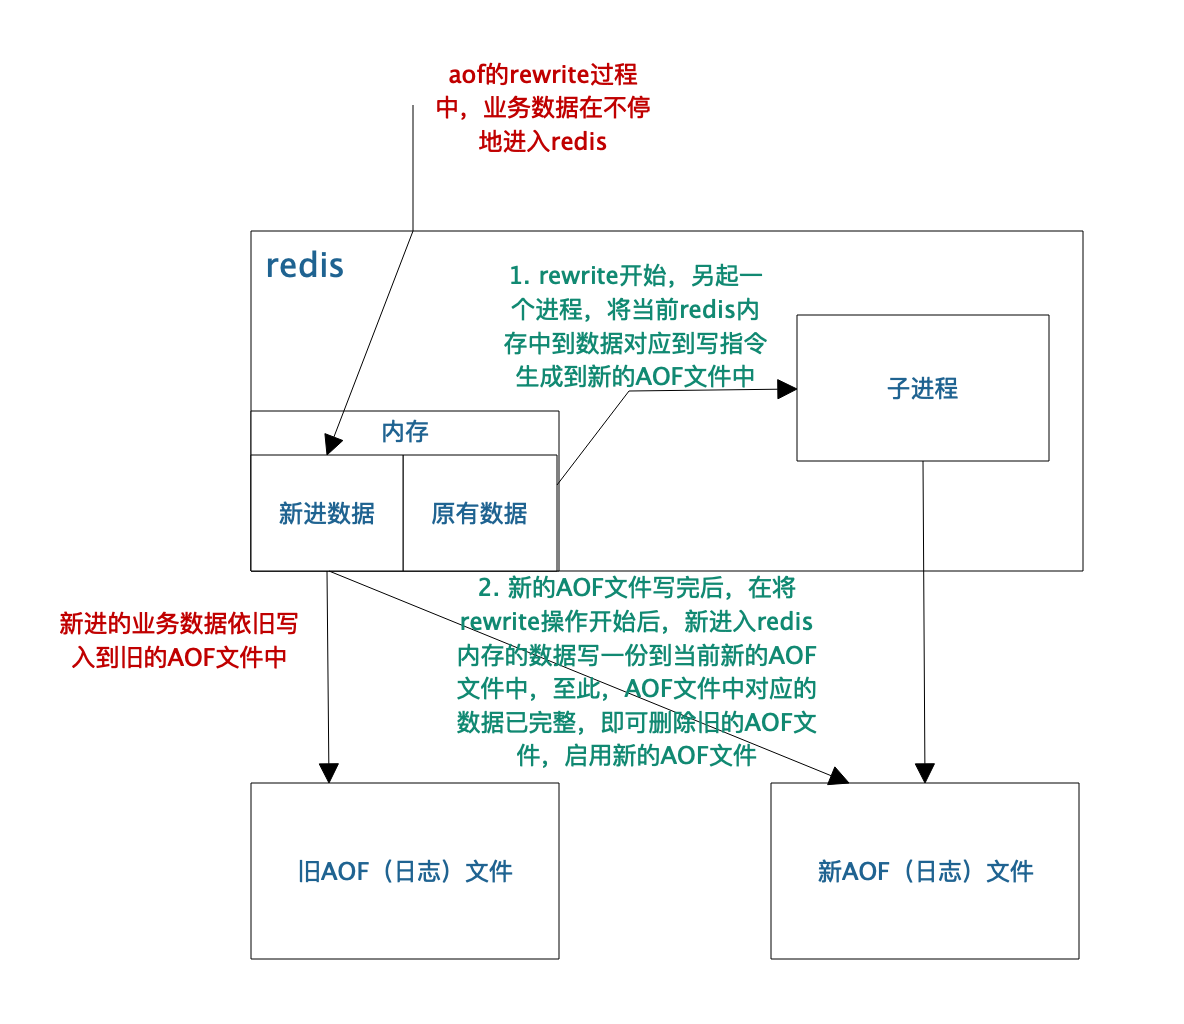 aof的rewrite过程
中，业务数据在不停
地进入redis
redis
1. rewrite开始，另起一
个进程，将当前redis内
存中到数据对应到写指令
生成到新的AOF文件中
子进程
内存
新进数据
原有数据
2. 新的AOF文件写完后，在将
rewrite操作开始后，新进入redis
内存的数据写一份到当前新的AOF
文件中，至此，AOF文件中对应的
数据已完整，即可删除旧的AOF文
件，启用新的AOF文件
新进的业务数据依旧写
入到旧的AOF文件中
旧AOF（日志）文件
新AOF（日志）文件